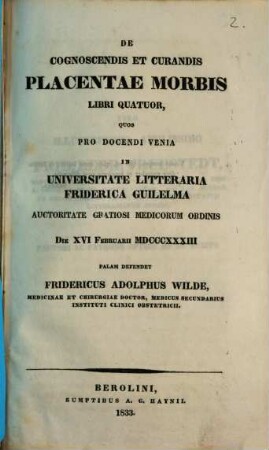 2.
DE
COGNOSCENDIS ET CURANDIS
PLACENTAE MORBIS
LIBRI QUATUOR,
QUOS
PRO DOCENDI VENIA
IN
UNIVERSITATE LITTERARIA
FRIDERICA GUILELMA
AUCTORITATE GRATIOSI MEDICORUM ORDINIS
DIE XVI FEBRUARII MDCCCXXXIII
PALAM DEFENDET
FRIDERICUS ADOLPHUS WILDE,
MEDICINAE ET CHIRURGIAE DOCTOR, MEDICUS SECUNDARIUS
INSTITUTI CLINICI OBSTETRICII.
BEROLINI,
SUMPTIBUS A. G. HAYNII.
1833.